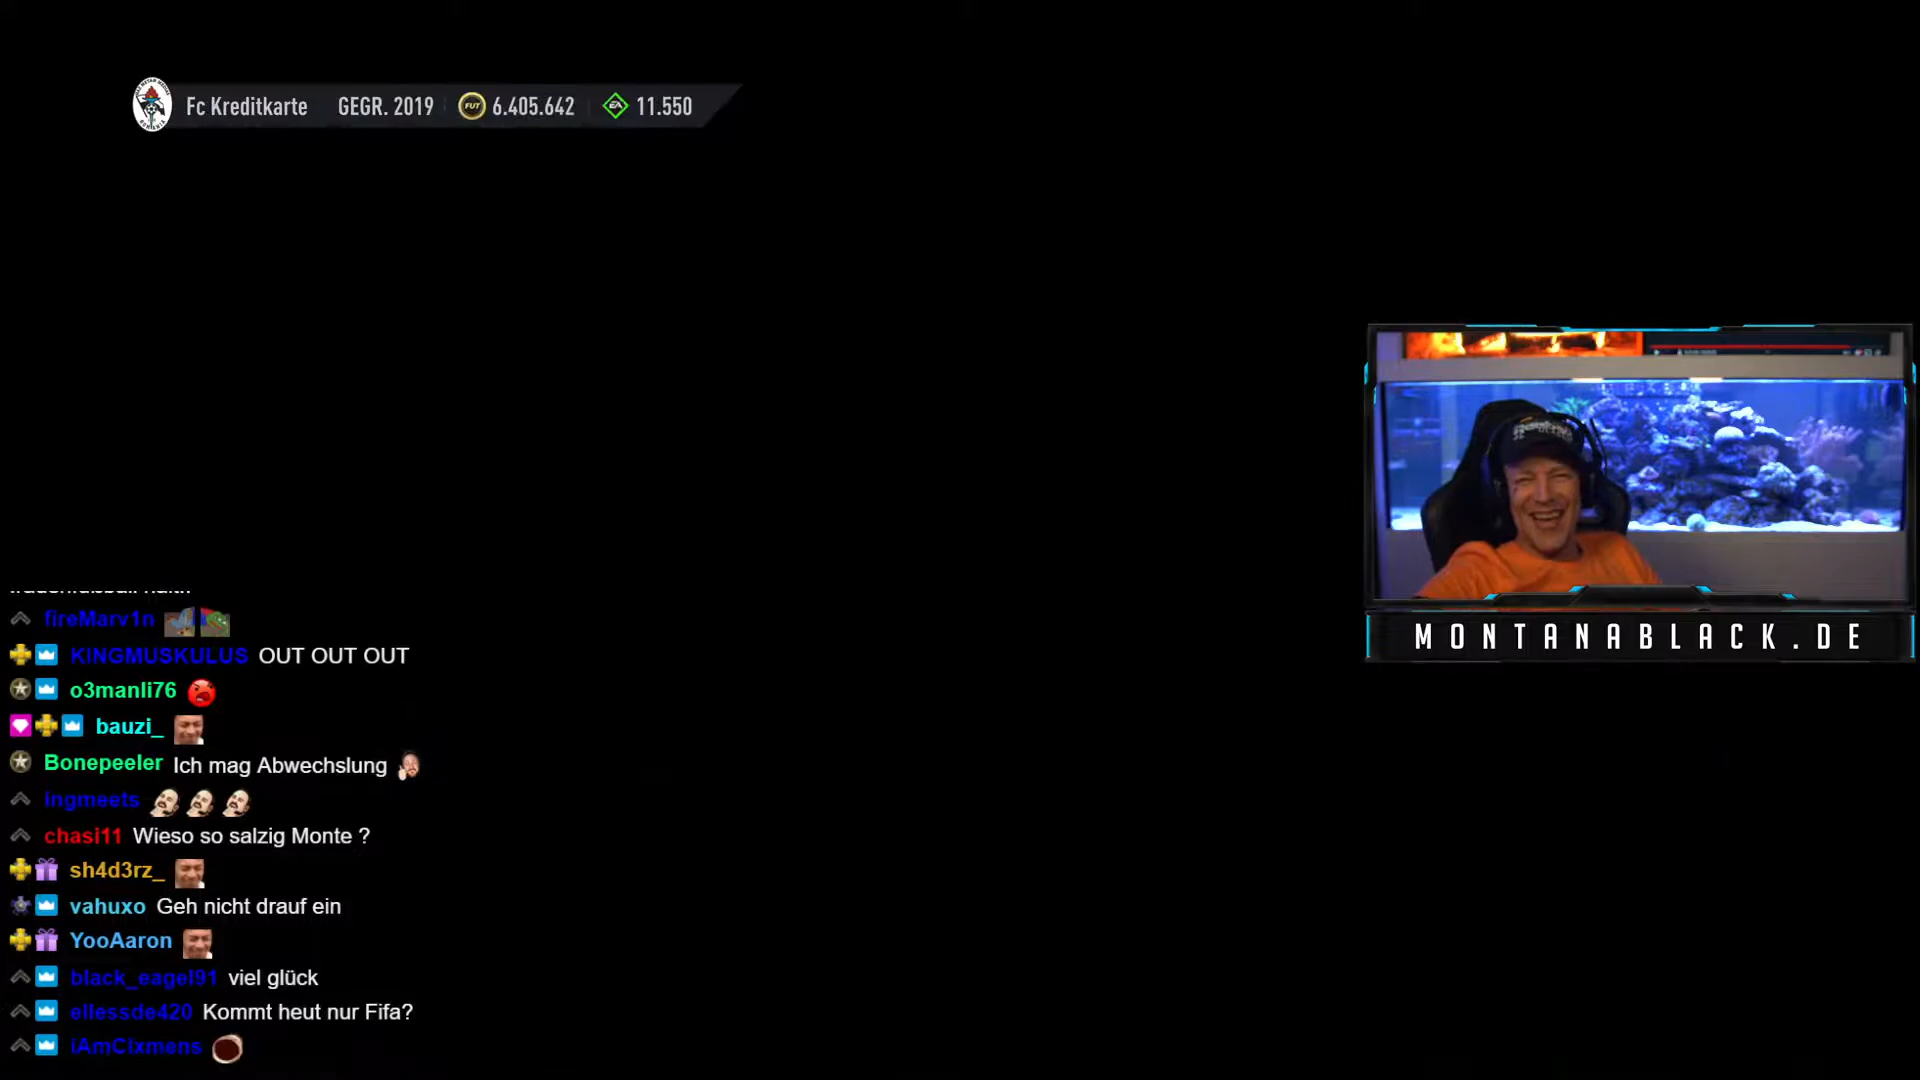 Fc Kreditkarte GEGR. 2019 FUT 6.405.642 EA 11.550
fireMarv1n
KINGMUSKULUS OUT OUT OUT
o3manli76
bauzi_
Bonepeeler Ich mag Abwechslung
ingmeets
chasi11 Wieso so salzig Monte ?
sh4d3rz_
vahuxo Geh nicht drauf ein
YooAaron
black_eagel91 viel glück
ellessde420 Kommt heut nur Fifa?
iAmClxmens
MONTANABLACK.DE